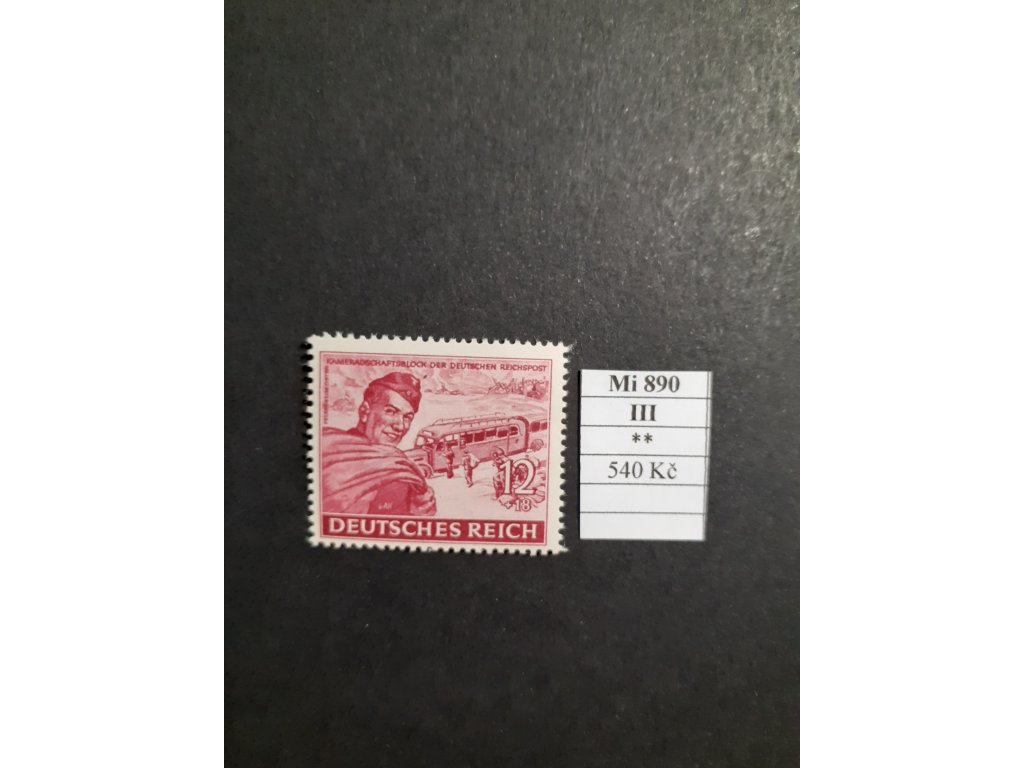 KAMERADSCHAFTSBLOCK DER DEUTSCHEN REICHSPOST
12
+18
DEUTSCHES REICH
Mi 890
III
**
540 Kč